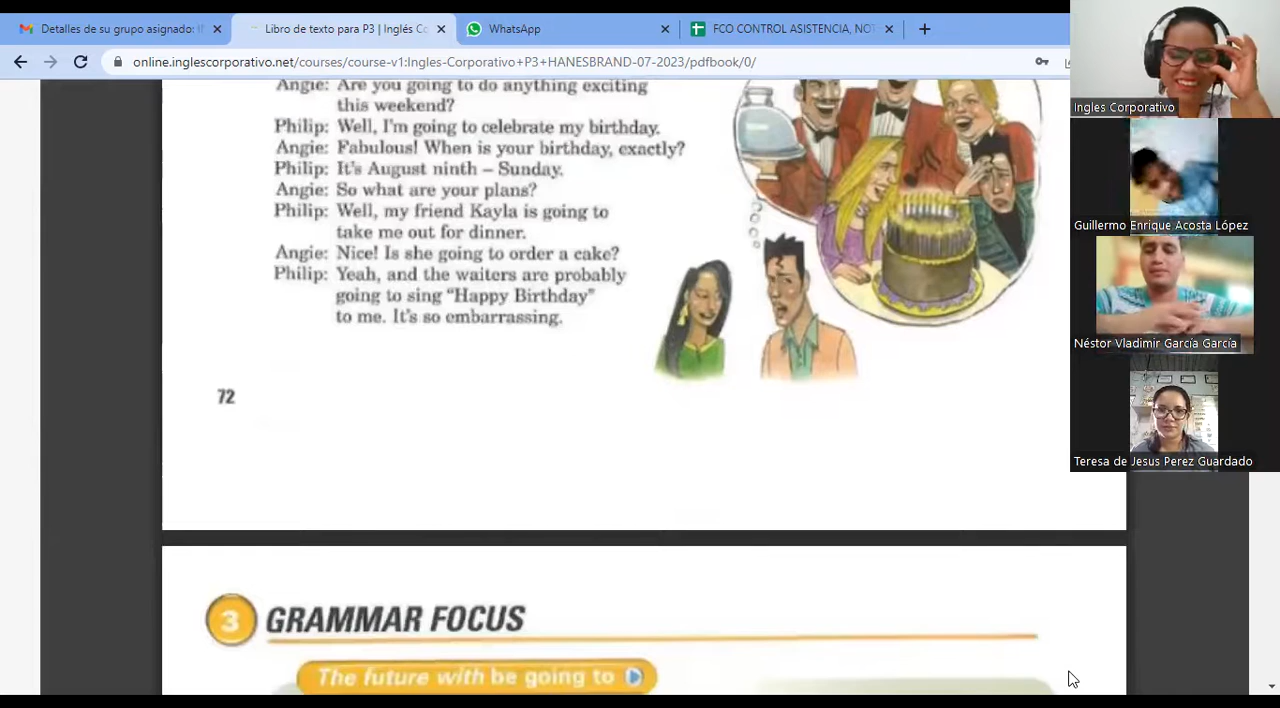 Detalles de su grupo asignado:
Libro de texto para P3 | Inglés Co
WhatsApp
FCO CONTROL ASISTENCIA, NOT
online.inglescorporativo.net/courses/course-v1:Ingles-Corporativo+P3+HANESBRAND-07-2023/pdfbook/0/
Angie: Are you going to do anything exciting
this weekend?
Philip: Well, I'm going to celebrate my birthday.
Angie: Fabulous! When is your birthday, exactly?
Philip: It's August ninth – Sunday.
Angie: So what are your plans?
Philip: Well, my friend Kayla is going to
take me out for dinner.
Angie: Nice! Is she going to order a cake?
Philip: Yeah, and the waiters are probably
going to sing "Happy Birthday"
to me. It's so embarrassing.
72
3 GRAMMAR FOCUS
The future with be going to
Ingles Corporativo
Guillermo Enrique Acosta López
Néstor Vladimir García García
Teresa de Jesus Perez Guardado